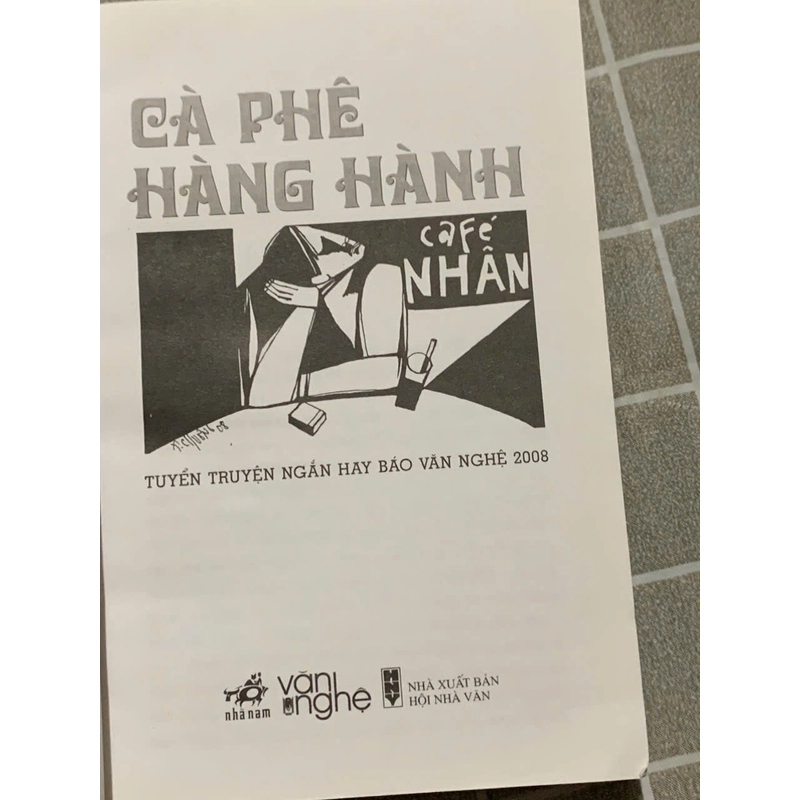 CÀ PHÊ
HÀNG HÀNH
café
NHÂN
TUYỂN TRUYỆN NGẮN HAY BÁO VĂN NGHỆ 2008
nhã nam
văn nghệ
HNV
NHÀ XUẤT BẢN
HỘI NHÀ VĂN